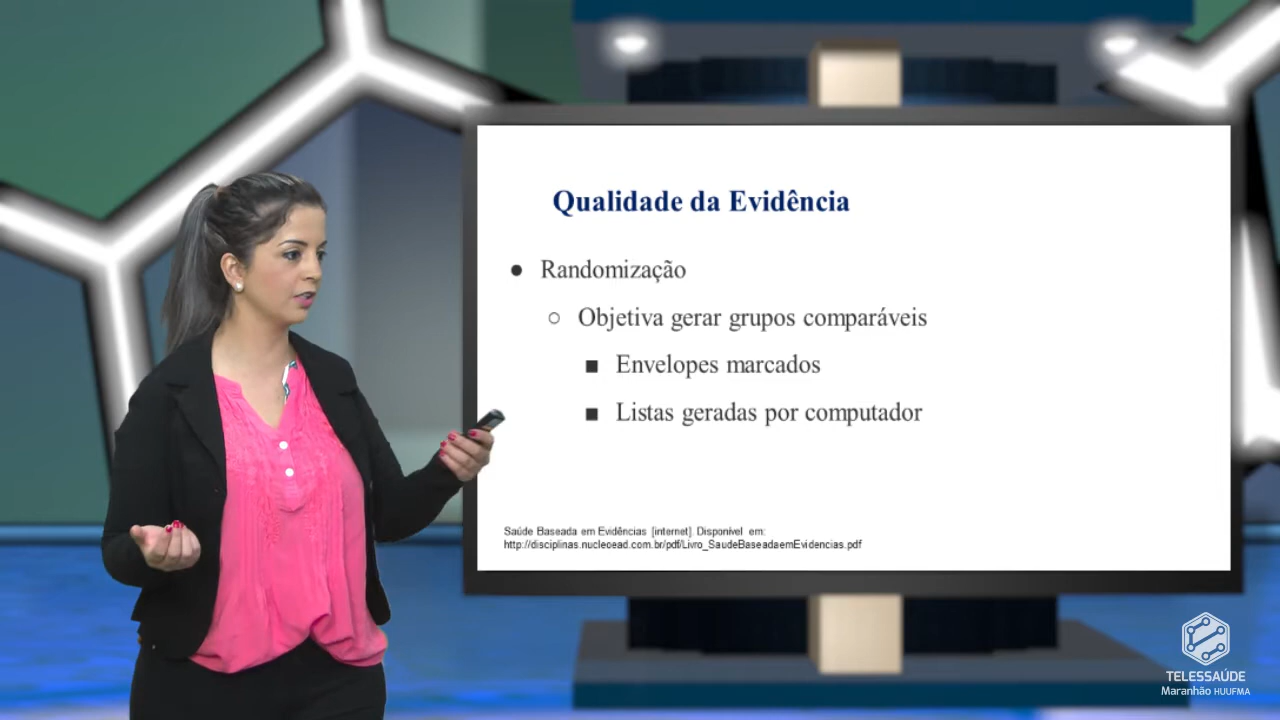 Qualidade da Evidência
● Randomização
○ Objetiva gerar grupos comparáveis
■ Envelopes marcados
■ Listas geradas por computador
Saúde Baseada em Evidências [internet]. Disponível em:
http://disciplinas.nucleoead.com.br/pdf/Livro_SaudeBaseadaemEvidencias.pdf
TELESSAÚDE
Maranhão HUUFMA